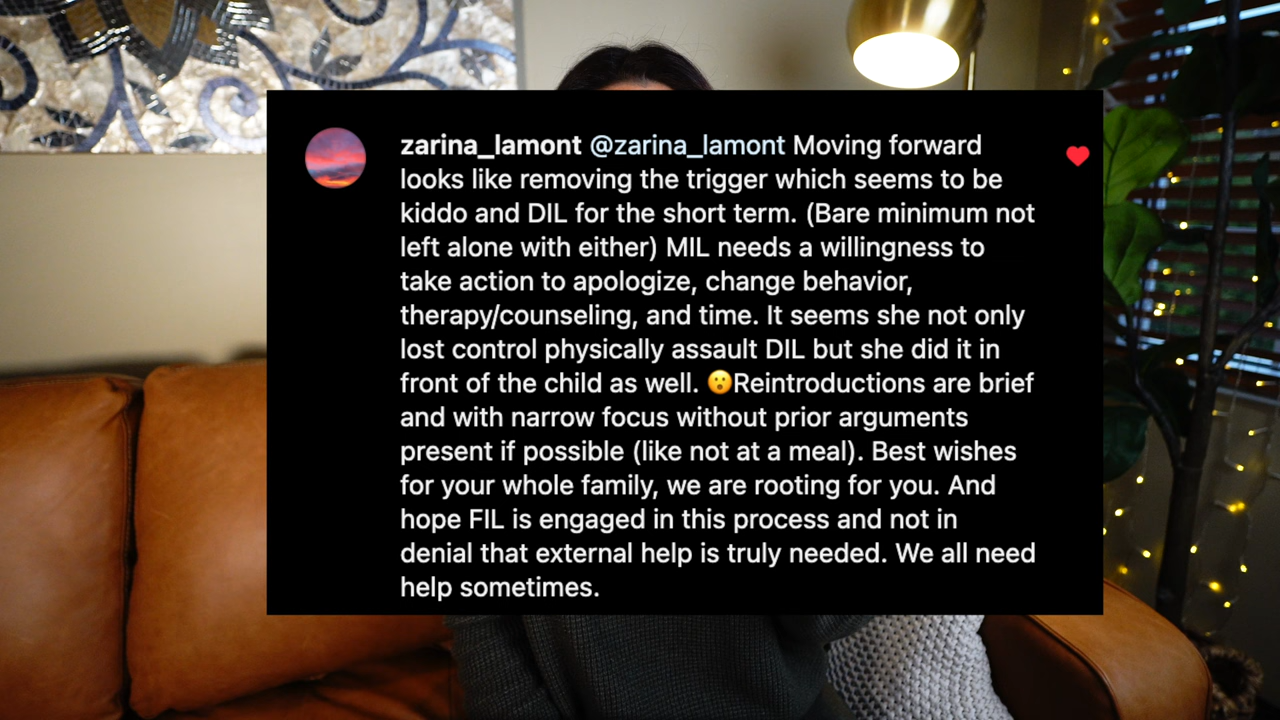 zarina_lamont @zarina_lamont Moving forward
looks like removing the trigger which seems to be
kiddo and DIL for the short term. (Bare minimum not
left alone with either) MIL needs a willingness to
take action to apologize, change behavior,
therapy/counseling, and time. It seems she not only
lost control physically assault DIL but she did it in
front of the child as well. 😮Reintroductions are brief
and with narrow focus without prior arguments
present if possible (like not at a meal). Best wishes
for your whole family, we are rooting for you. And
hope FIL is engaged in this process and not in
denial that external help is truly needed. We all need
help sometimes.